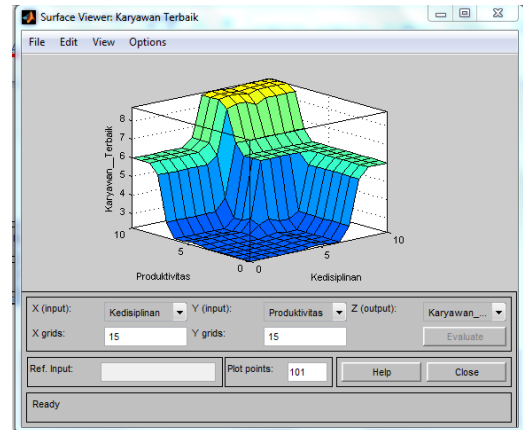 Surface Viewer: Karyawan Terbaik
File Edit View Options
8
7
6
5
4
3
10
5
0
0
5
10
Karyawan_Terbaik
Produktivitas
Kedisiplinan
X (input): Kedisiplinan Y (input): Produktivitas Z (output): Karyawan_...
X grids: 15 Y grids: 15 Evaluate
Ref. Input: Plot points: 101 Help Close
Ready